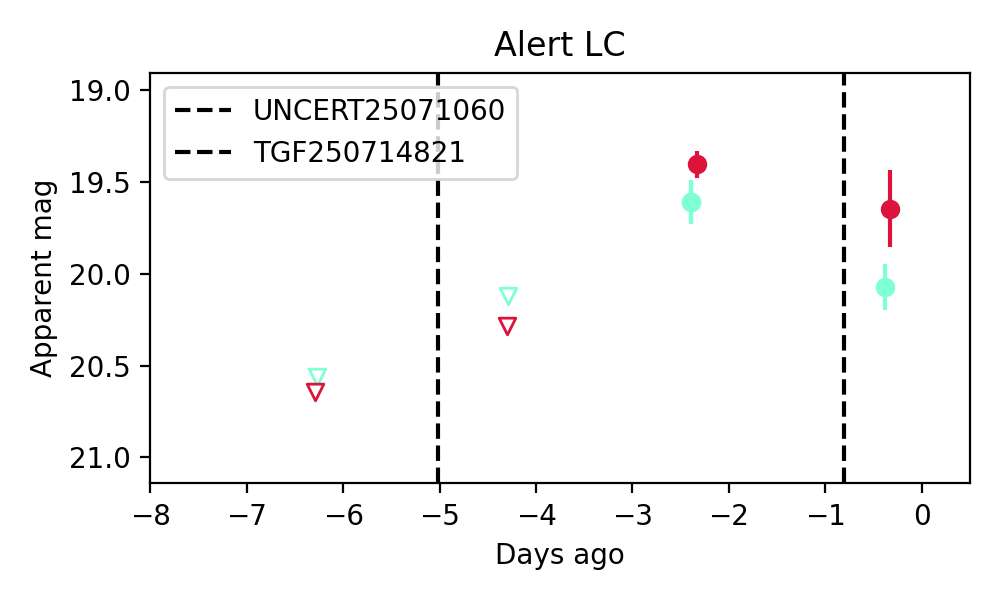 Alert LC
UNCERT25071060
TGF250714821
Apparent mag
19.0
19.5
20.0
20.5
21.0
−8 −7 −6 −5 −4 −3 −2 −1 0
Days ago